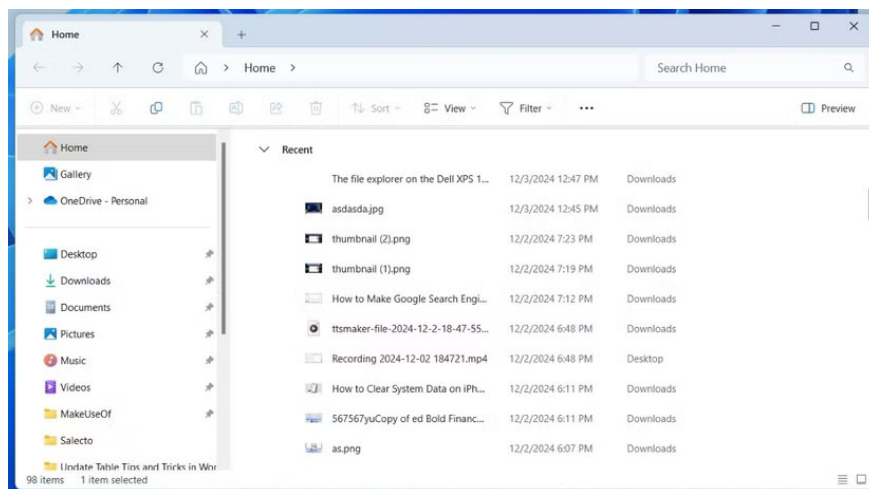 Home
Home
Search Home
New
Sort
View
Filter
Preview
Home
Gallery
OneDrive - Personal
Desktop
Downloads
Documents
Pictures
Music
Videos
MakeUseOf
Salecto
Update Table Tips and Tricks in Wor
Recent
The file explorer on the Dell XPS 1... 12/3/2024 12:47 PM Downloads
asdasda.jpg 12/3/2024 12:45 PM Downloads
thumbnail (2).png 12/2/2024 7:23 PM Downloads
thumbnail (1).png 12/2/2024 7:19 PM Downloads
How to Make Google Search Engi... 12/2/2024 7:12 PM Downloads
ttsmaker-file-2024-12-2-18-47-55... 12/2/2024 6:48 PM Downloads
Recording 2024-12-02 184721.mp4 12/2/2024 6:48 PM Desktop
How to Clear System Data on iPh... 12/2/2024 6:11 PM Downloads
567567yuCopy of ed Bold Financ... 12/2/2024 6:11 PM Downloads
as.png 12/2/2024 6:07 PM Downloads
98 items 1 item selected